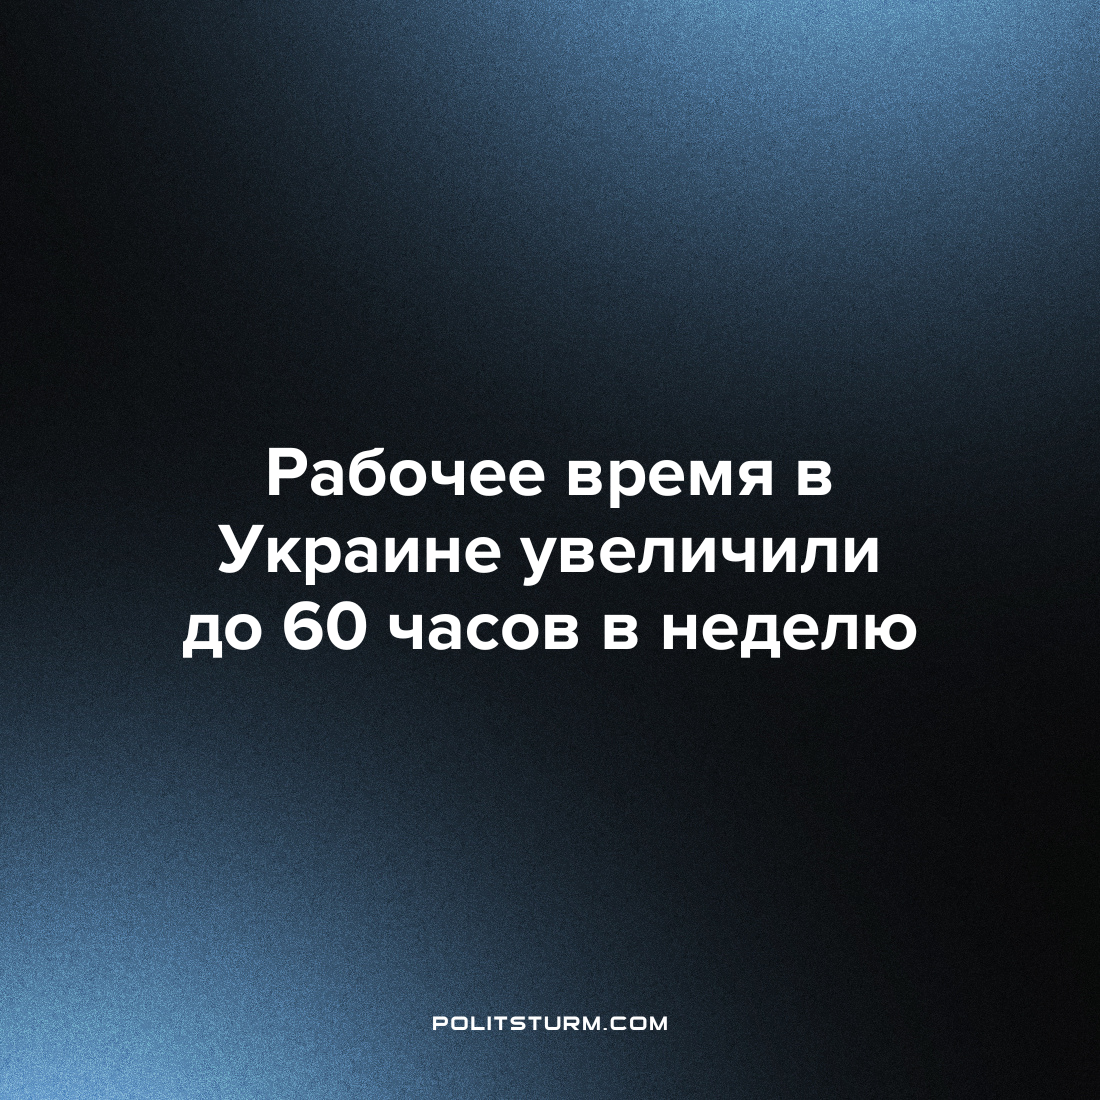 Рабочее время в
Украине увеличили
до 60 часов в неделю
POLITSTURM.COM